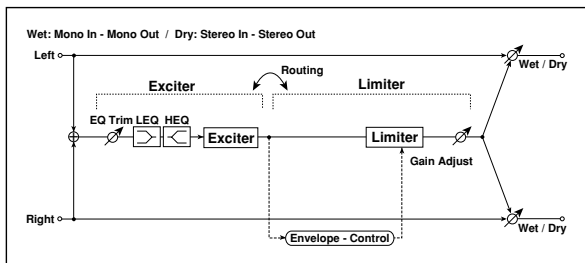 Wet: Mono In - Mono Out / Dry: Stereo In - Stereo Out
Left
Wet / Dry
Routing
Exciter
Limiter
EQ Trim LEQ HEQ
Exciter
Limiter
Gain Adjust
Right
Envelope - Control
Wet / Dry